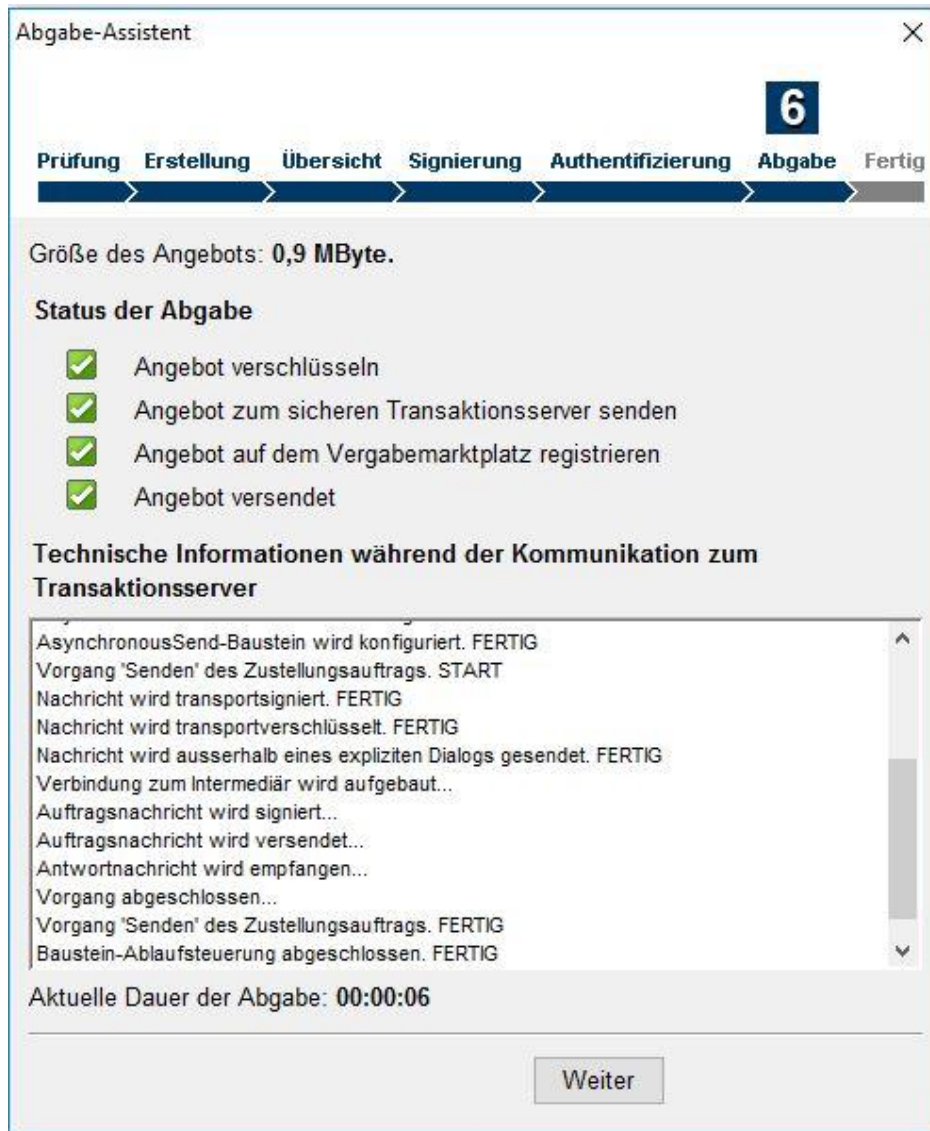 Abgabe-Assistent
6
Prüfung Erstellung Übersicht Signierung Authentifizierung Abgabe Fertig
Größe des Angebots: 0,9 MByte.
Status der Abgabe
Angebot verschlüsseln
Angebot zum sicheren Transaktionsserver senden
Angebot auf dem Vergabemarktplatz registrieren
Angebot versendet
Technische Informationen während der Kommunikation zum
Transaktionsserver
AsynchronousSend-Baustein wird konfiguriert. FERTIG
Vorgang 'Senden' des Zustellungsauftrags. START
Nachricht wird transportsigniert. FERTIG
Nachricht wird transportverschlüsselt. FERTIG
Nachricht wird ausserhalb eines expliziten Dialogs gesendet. FERTIG
Verbindung zum Intermediär wird aufgebaut...
Auftragsnachricht wird signiert...
Auftragsnachricht wird versendet...
Antwortnachricht wird empfangen...
Vorgang abgeschlossen...
Vorgang 'Senden' des Zustellungsauftrags. FERTIG
Baustein-Ablaufsteuerung abgeschlossen. FERTIG
Aktuelle Dauer der Abgabe: 00:00:06
Weiter